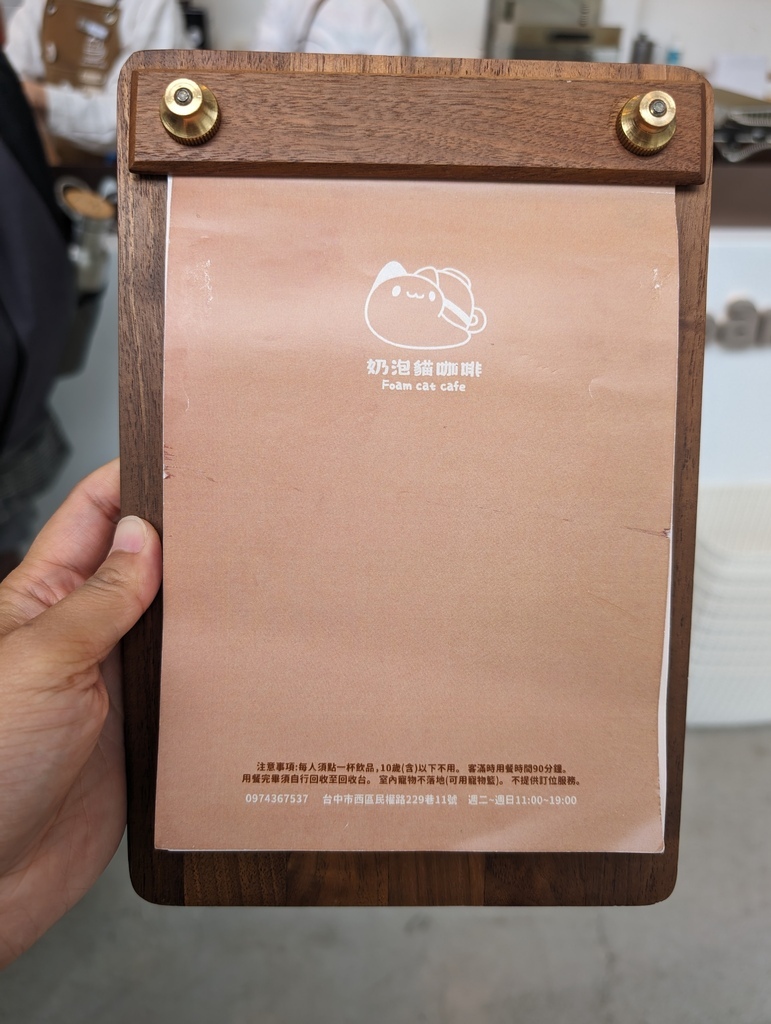 奶泡貓咖啡
Foam cat cafe
注意事項:每人須點一杯飲品,10歲(含)以下不用。 客滿時用餐時間90分鐘。
用餐完畢須自行回收至回收台。 室內寵物不落地(可用寵物籃)。 不提供訂位服務。
0974367537 台中市西區民權路229巷11號 週二~週日11:00~19:00